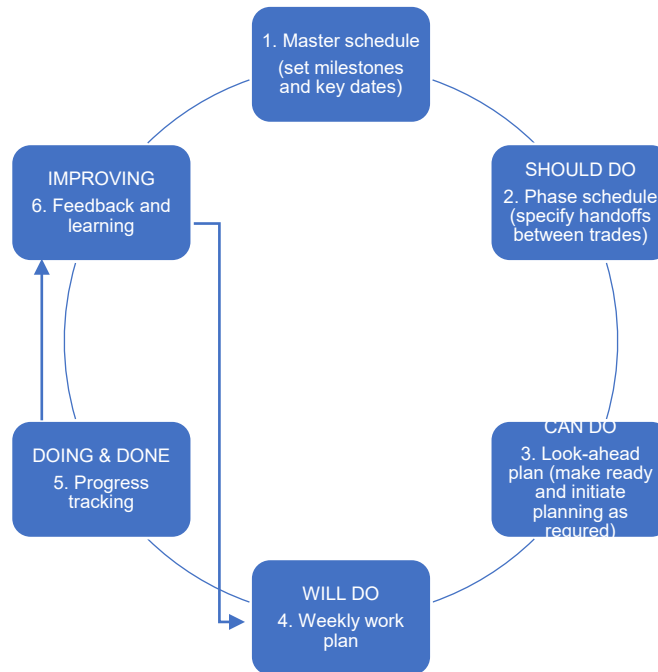 1. Master schedule
(set milestones
and key dates)
SHOULD DO
2. Phase schedule
(specify handoffs
between trades)
CAN DO
3. Look-ahead
plan (make ready
and initiate
planning as
regured)
WILL DO
4. Weekly work
plan
DOING & DONE
5. Progress
tracking
IMPROVING
6. Feedback and
learning